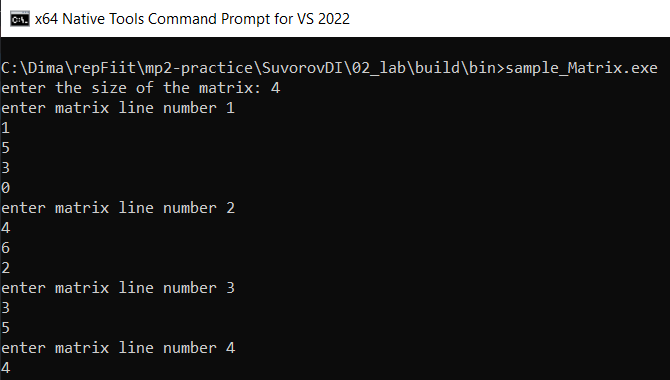 x64 Native Tools Command Prompt for VS 2022
C:\Dima\repFiit\mp2-practice\SuvorovDI\02_lab\build\bin>sample_Matrix.exe
enter the size of the matrix: 4
enter matrix line number 1
1
5
3
0
enter matrix line number 2
4
6
2
enter matrix line number 3
3
5
enter matrix line number 4
4